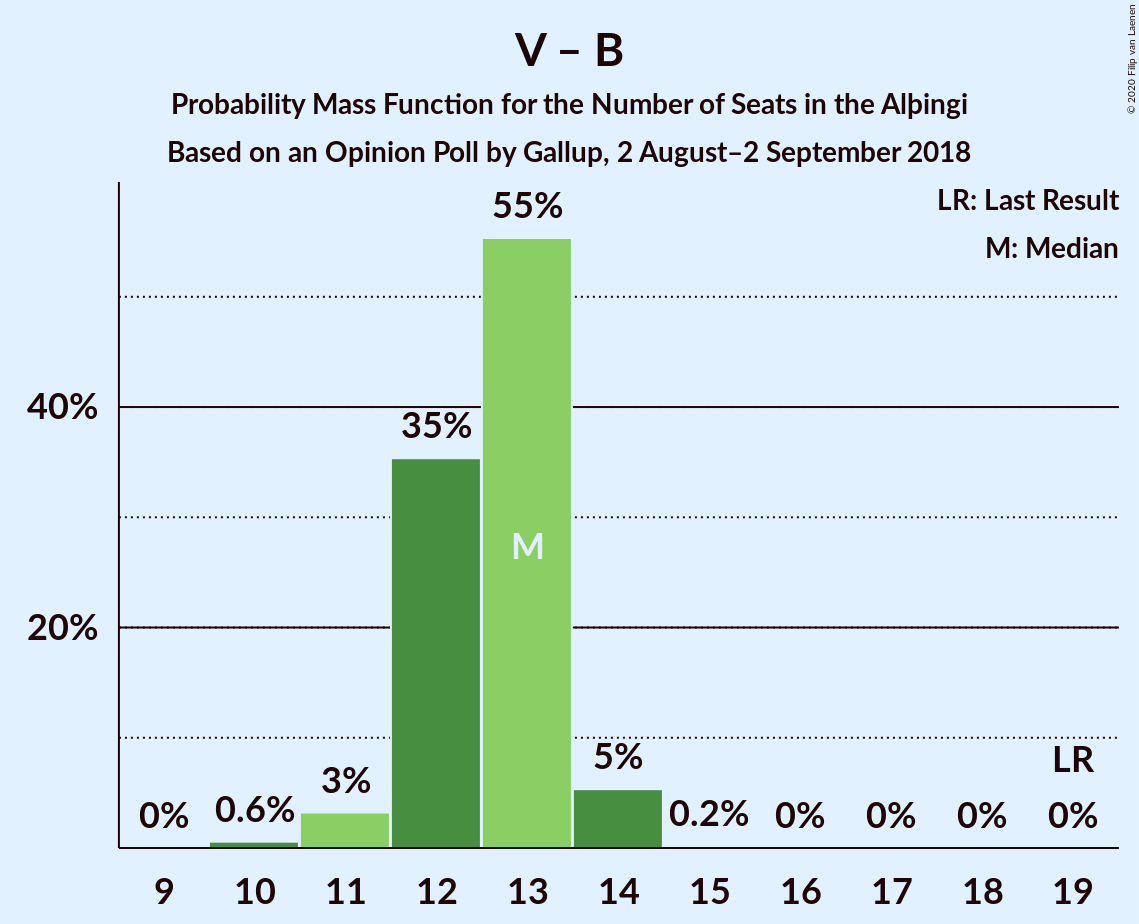 V – B
Probability Mass Function for the Number of Seats in the Alþingi
Based on an Opinion Poll by Gallup, 2 August–2 September 2018
© 2020 Filip van Laenen
LR: Last Result
M: Median
55%
40%
35%
M
20%
5%
LR
3%
0% 0.6% 0.2% 0% 0% 0% 0%
9 10 11 12 13 14 15 16 17 18 19